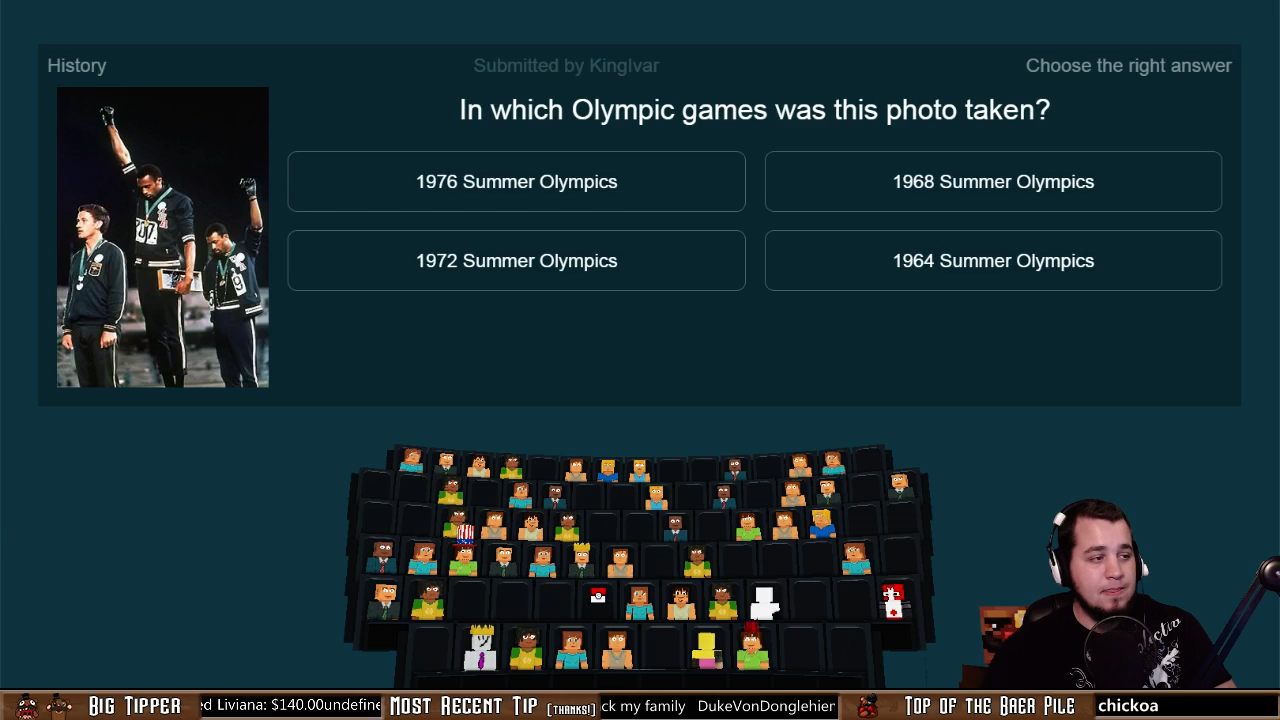 History
Submitted by KingIvar
Choose the right answer
In which Olympic games was this photo taken?
1976 Summer Olympics
1968 Summer Olympics
1972 Summer Olympics
1964 Summer Olympics
307
BIG TIPPER
ed Liviana: $140.00undefine
MOST RECENT TIP [THANKS!]
ck my family DukeVonDonglehien
TOP OF THE BAER PILE
chickoa